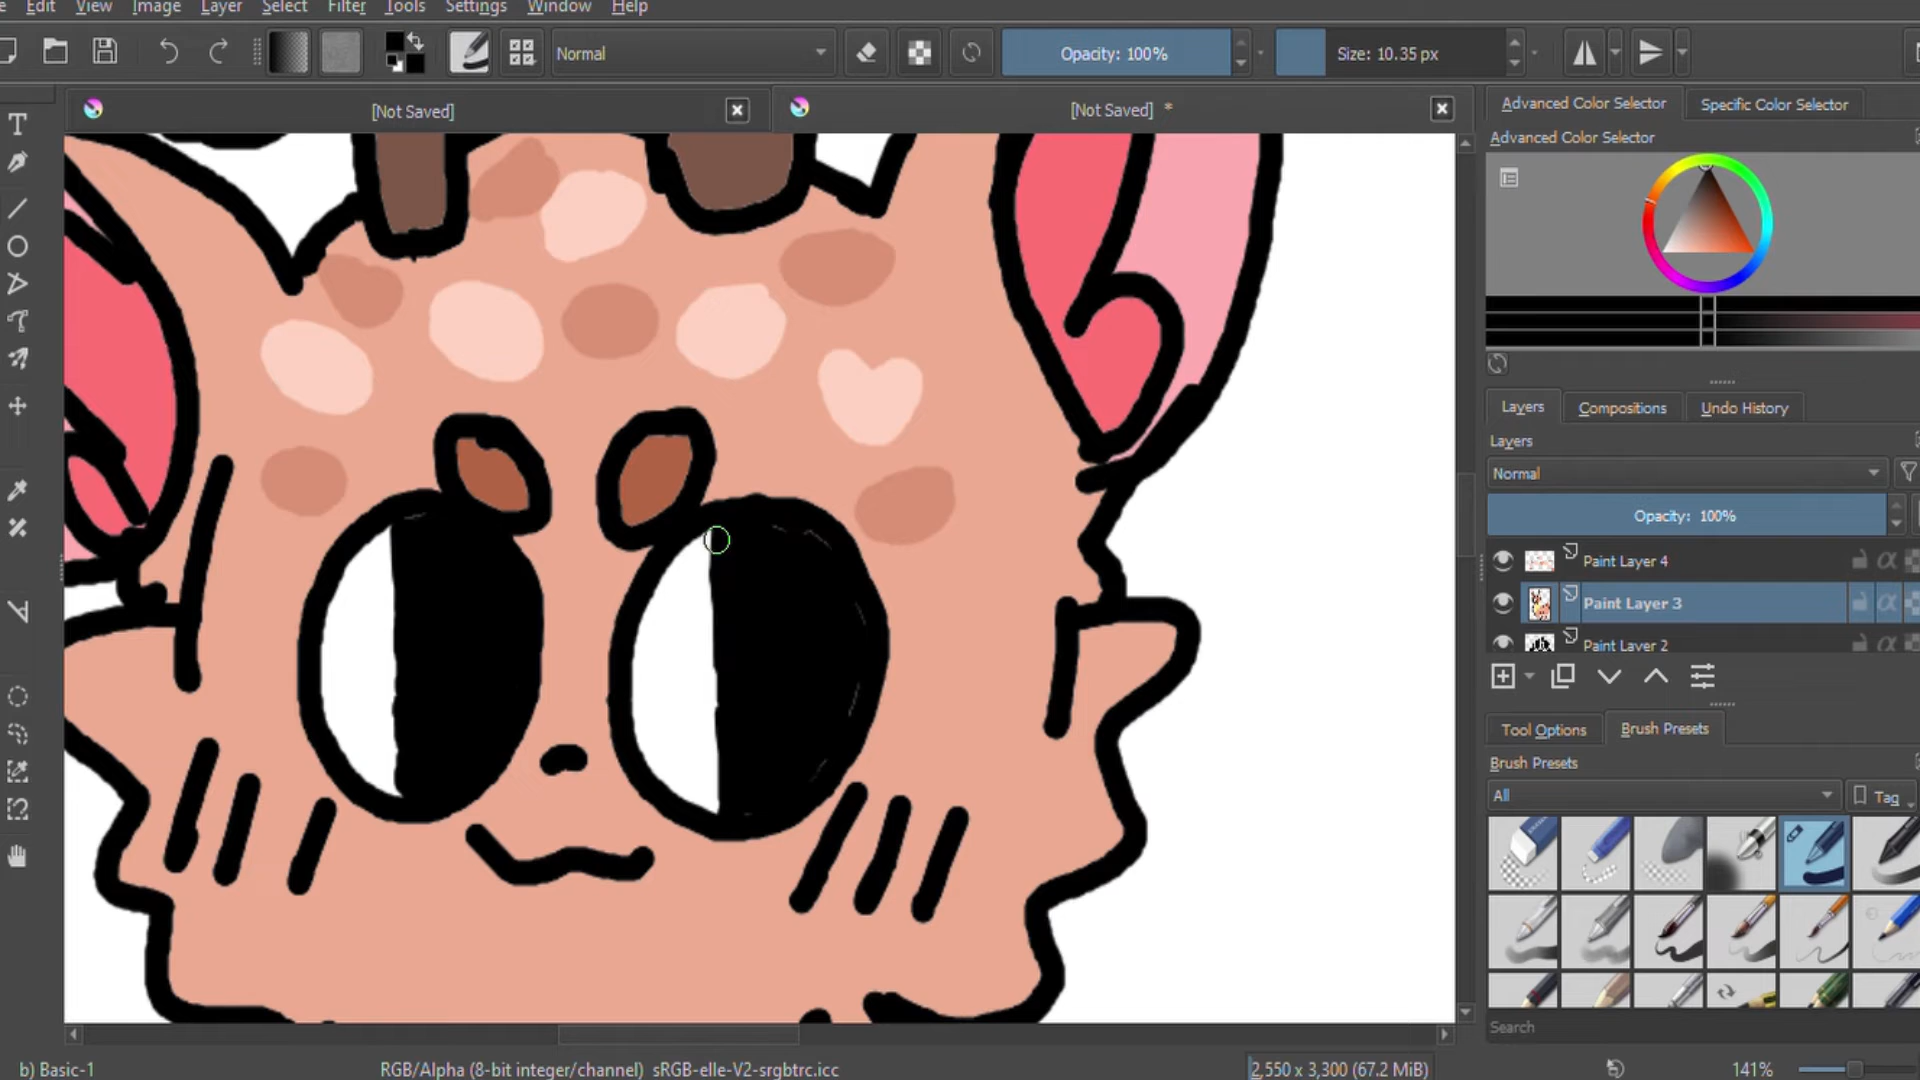 Edit View Image Layer Select Filter Tools Settings Window Help
Normal Opacity: 100% Size: 10.35 px
[Not Saved] [Not Saved] *
Advanced Color Selector Specific Color Selector
Advanced Color Selector
Layers Compositions Undo History
Layers
Normal
Opacity: 100%
Paint Layer 4
Paint Layer 3
Paint Layer 2
Tool Options Brush Presets
Brush Presets
All Tag
Search
b) Basic-1 RGB/Alpha (8-bit integer/channel) sRGB-elle-V2-srgbtrc.icc 2,550 x 3,300 (67.2 MiB) 141%